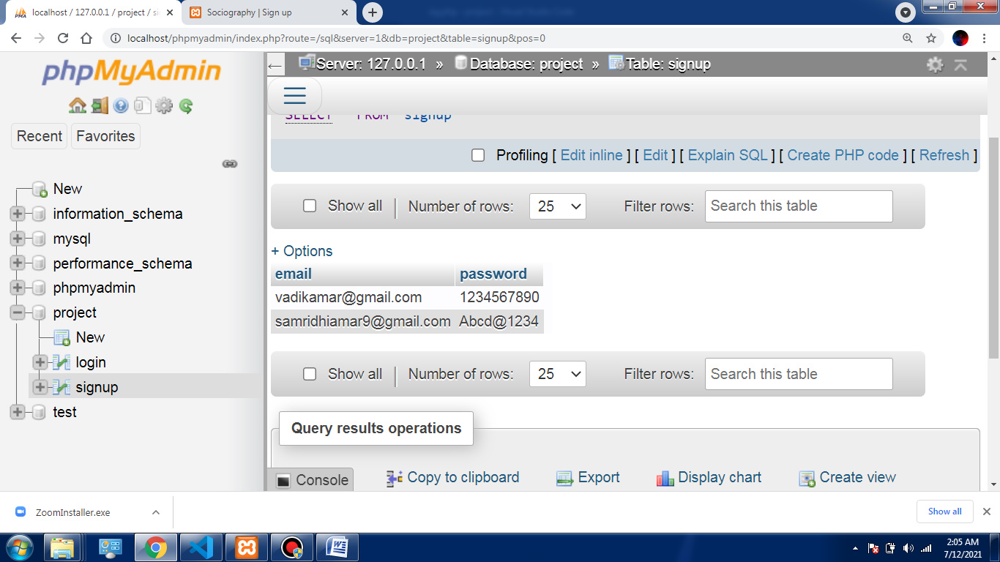 localhost / 127.0.0.1 / project / si
Sociography | Sign up
localhost/phpmyadmin/index.php?route=/sql&server=1&db=project&table=signup&pos=0
phpMyAdmin
Recent Favorites
New
information_schema
mysql
performance_schema
phpmyadmin
project
New
login
signup
test
Server: 127.0.0.1 » Database: project » Table: signup
SELECT * FROM `signup`
Profiling [ Edit inline ] [ Edit ] [ Explain SQL ] [ Create PHP code ] [ Refresh ]
Show all Number of rows: 25 Filter rows: Search this table
+ Options
email password
vadikamar@gmail.com 1234567890
samridhiamar9@gmail.com Abcd@1234
Show all Number of rows: 25 Filter rows: Search this table
Query results operations
Console Copy to clipboard Export Display chart Create view
ZoomInstaller.exe Show all
2:05 AM
7/12/2021